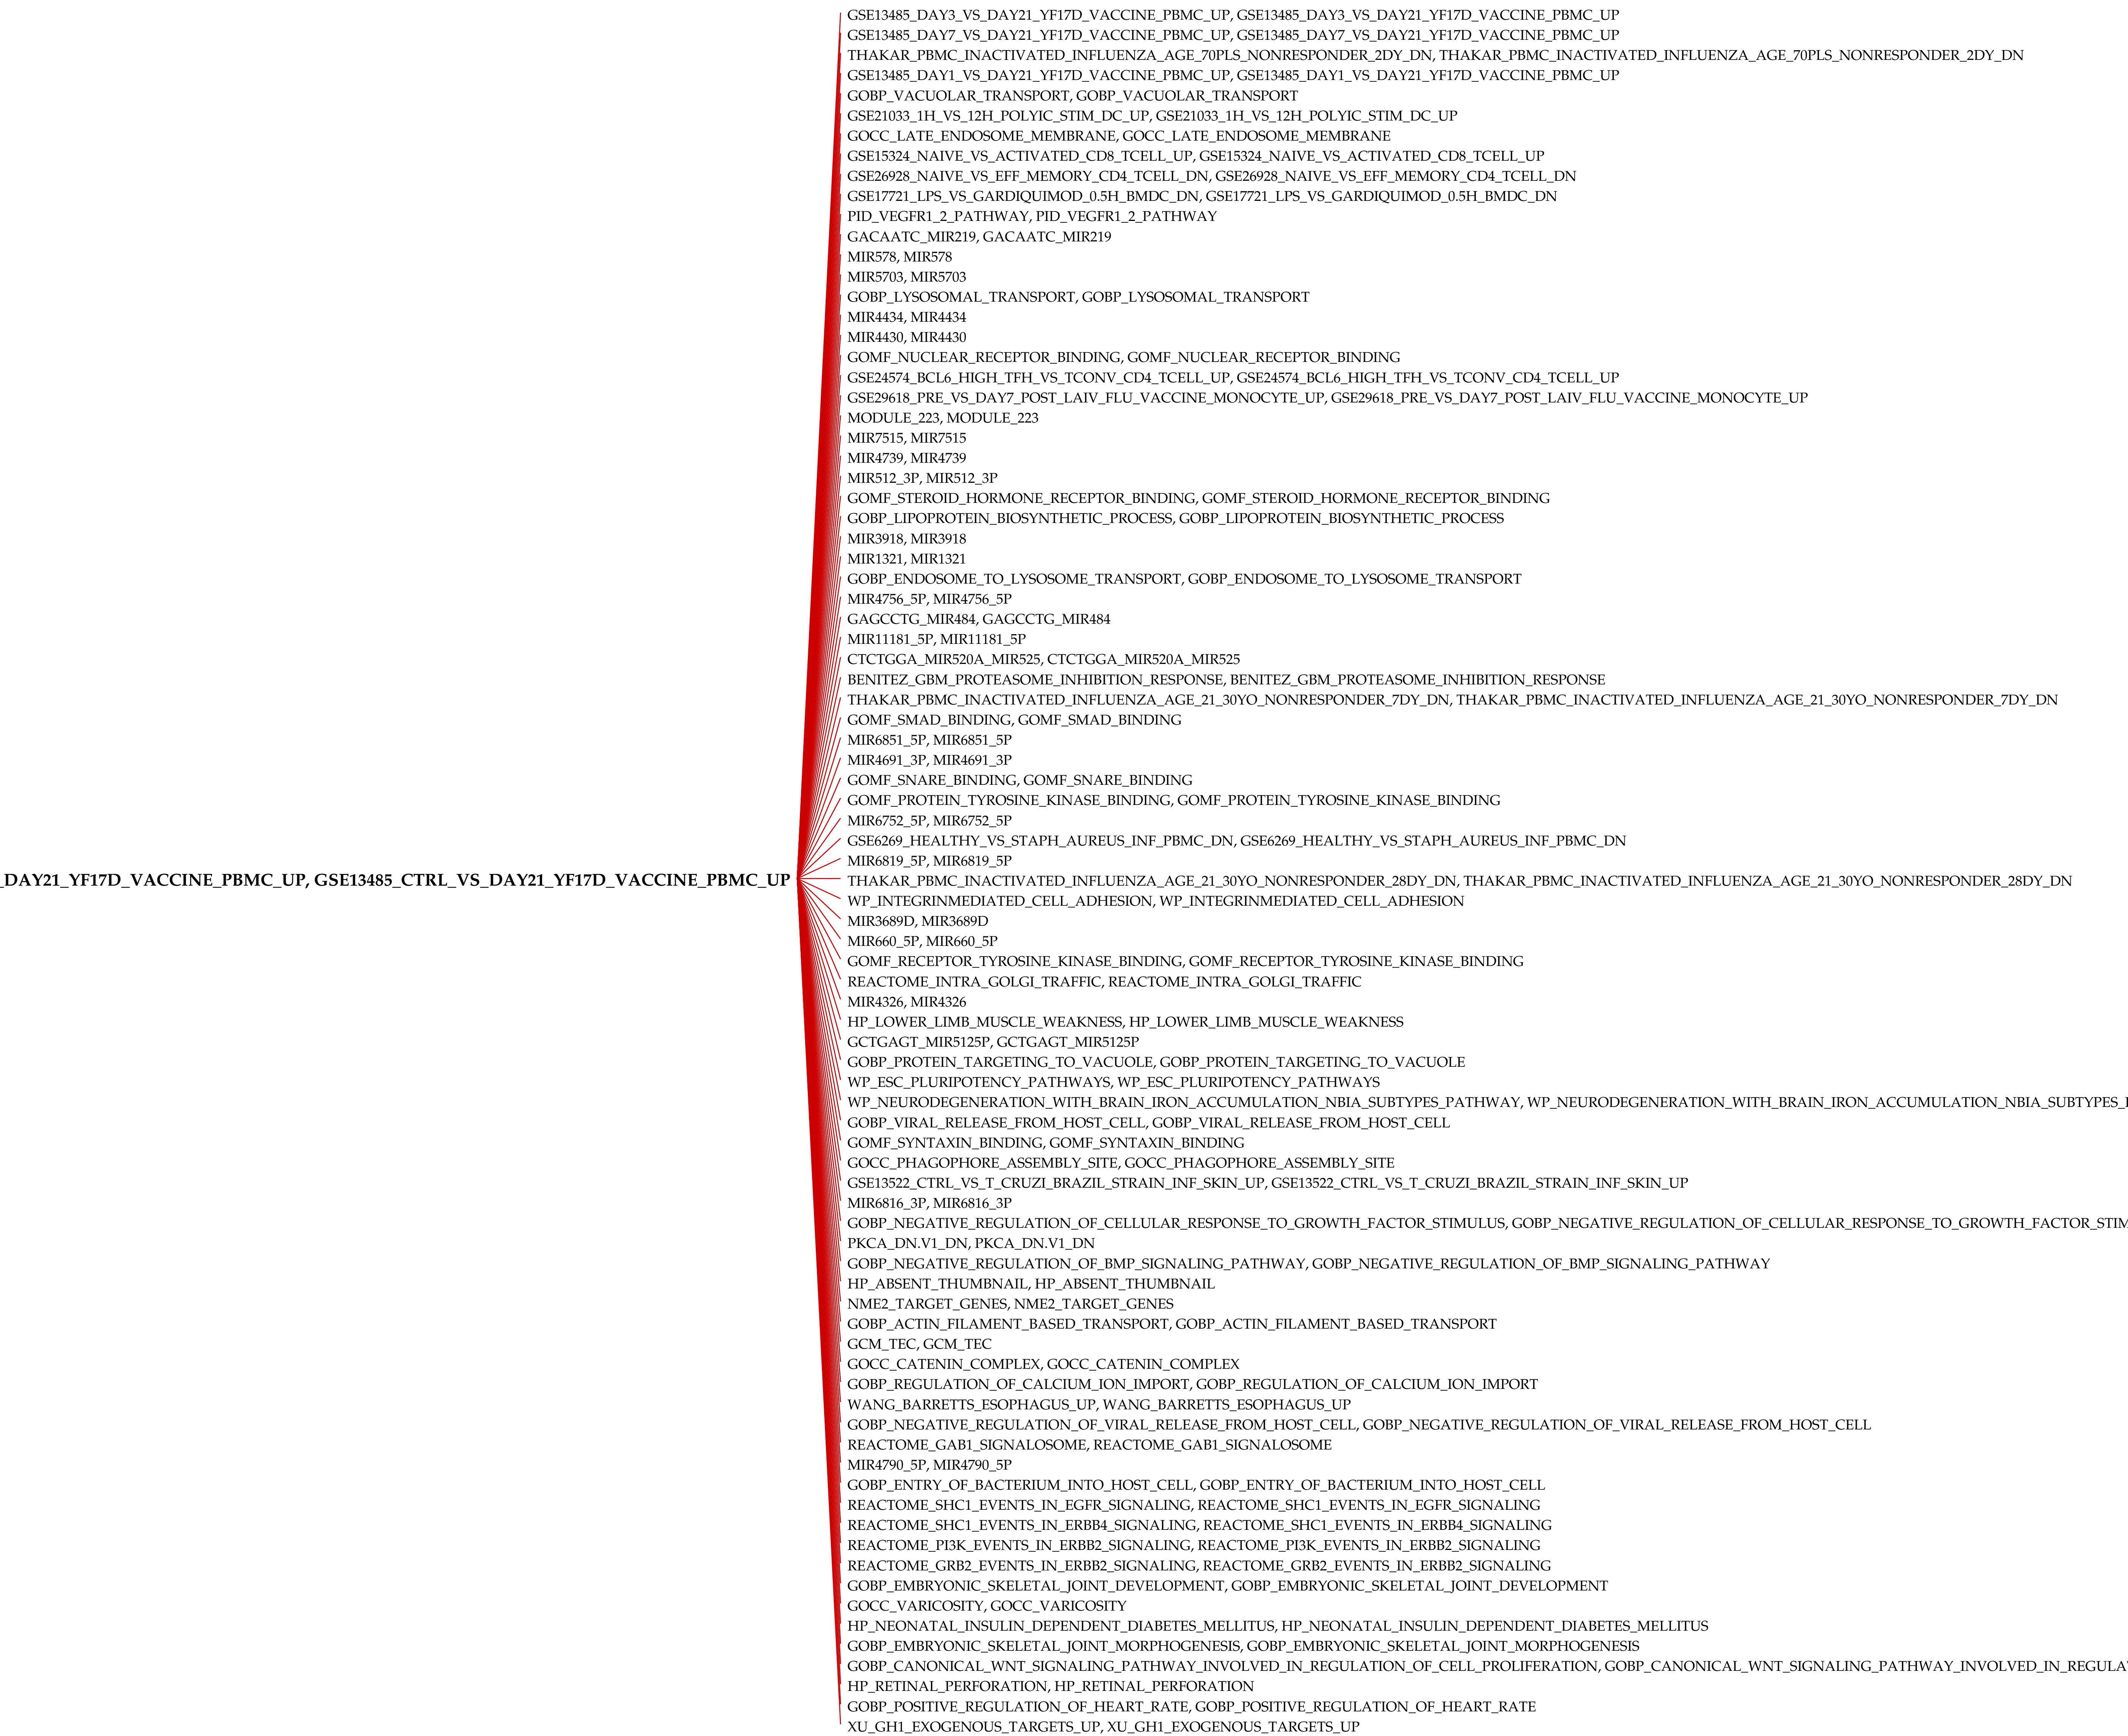 GSE13485_DAY3_VS_DAY21_YF17D_VACCINE_PBMC_UP, GSE13485_DAY3_VS_DAY21_YF17D_VACCINE_PBMC_UP
GSE13485_DAY7_VS_DAY21_YF17D_VACCINE_PBMC_UP, GSE13485_DAY7_VS_DAY21_YF17D_VACCINE_PBMC_UP
THAKAR_PBMC_INACTIVATED_INFLUENZA_AGE_70PLS_NONRESPONDER_2DY_DN, THAKAR_PBMC_INACTIVATED_INFLUENZA_AGE_70PLS_NONRESPONDER_2DY_DN
GSE13485_DAY1_VS_DAY21_YF17D_VACCINE_PBMC_UP, GSE13485_DAY1_VS_DAY21_YF17D_VACCINE_PBMC_UP
GOBP_VACUOLAR_TRANSPORT, GOBP_VACUOLAR_TRANSPORT
GSE21033_1H_VS_12H_POLYIC_STIM_DC_UP, GSE21033_1H_VS_12H_POLYIC_STIM_DC_UP
GOCC_LATE_ENDOSOME_MEMBRANE, GOCC_LATE_ENDOSOME_MEMBRANE
GSE15324_NAIVE_VS_ACTIVATED_CD8_TCELL_UP, GSE15324_NAIVE_VS_ACTIVATED_CD8_TCELL_UP
GSE26928_NAIVE_VS_EFF_MEMORY_CD4_TCELL_DN, GSE26928_NAIVE_VS_EFF_MEMORY_CD4_TCELL_DN
GSE17721_LPS_VS_GARDIQUIMOD_0.5H_BMDC_DN, GSE17721_LPS_VS_GARDIQUIMOD_0.5H_BMDC_DN
PID_VEGFR1_2_PATHWAY, PID_VEGFR1_2_PATHWAY
GACAATC_MIR219, GACAATC_MIR219
MIR578, MIR578
MIR5703, MIR5703
GOBP_LYSOSOMAL_TRANSPORT, GOBP_LYSOSOMAL_TRANSPORT
MIR4434, MIR4434
MIR4430, MIR4430
GOMF_NUCLEAR_RECEPTOR_BINDING, GOMF_NUCLEAR_RECEPTOR_BINDING
GSE24574_BCL6_HIGH_TFH_VS_TCONV_CD4_TCELL_UP, GSE24574_BCL6_HIGH_TFH_VS_TCONV_CD4_TCELL_UP
GSE29618_PRE_VS_DAY7_POST_LAIV_FLU_VACCINE_MONOCYTE_UP, GSE29618_PRE_VS_DAY7_POST_LAIV_FLU_VACCINE_MONOCYTE_UP
MODULE_223, MODULE_223
MIR7515, MIR7515
MIR4739, MIR4739
MIR512_3P, MIR512_3P
GOMF_STEROID_HORMONE_RECEPTOR_BINDING, GOMF_STEROID_HORMONE_RECEPTOR_BINDING
GOBP_LIPOPROTEIN_BIOSYNTHETIC_PROCESS, GOBP_LIPOPROTEIN_BIOSYNTHETIC_PROCESS
MIR3918, MIR3918
MIR1321, MIR1321
GOBP_ENDOSOME_TO_LYSOSOME_TRANSPORT, GOBP_ENDOSOME_TO_LYSOSOME_TRANSPORT
MIR4756_5P, MIR4756_5P
GAGCCTG_MIR484, GAGCCTG_MIR484
MIR11181_5P, MIR11181_5P
CTCTGGA_MIR520A_MIR525, CTCTGGA_MIR520A_MIR525
BENITEZ_GBM_PROTEASOME_INHIBITION_RESPONSE, BENITEZ_GBM_PROTEASOME_INHIBITION_RESPONSE
THAKAR_PBMC_INACTIVATED_INFLUENZA_AGE_21_30YO_NONRESPONDER_7DY_DN, THAKAR_PBMC_INACTIVATED_INFLUENZA_AGE_21_30YO_NONRESPONDER_7DY_DN
GOMF_SMAD_BINDING, GOMF_SMAD_BINDING
MIR6851_5P, MIR6851_5P
MIR4691_3P, MIR4691_3P
GOMF_SNARE_BINDING, GOMF_SNARE_BINDING
GOMF_PROTEIN_TYROSINE_KINASE_BINDING, GOMF_PROTEIN_TYROSINE_KINASE_BINDING
MIR6752_5P, MIR6752_5P
GSE6269_HEALTHY_VS_STAPH_AUREUS_INF_PBMC_DN, GSE6269_HEALTHY_VS_STAPH_AUREUS_INF_PBMC_DN
MIR6819_5P, MIR6819_5P
_DAY21_YF17D_VACCINE_PBMC_UP, GSE13485_CTRL_VS_DAY21_YF17D_VACCINE_PBMC_UP
THAKAR_PBMC_INACTIVATED_INFLUENZA_AGE_21_30YO_NONRESPONDER_28DY_DN, THAKAR_PBMC_INACTIVATED_INFLUENZA_AGE_21_30YO_NONRESPONDER_28DY_DN
WP_INTEGRINMEDIATED_CELL_ADHESION, WP_INTEGRINMEDIATED_CELL_ADHESION
MIR3689D, MIR3689D
MIR660_5P, MIR660_5P
GOMF_RECEPTOR_TYROSINE_KINASE_BINDING, GOMF_RECEPTOR_TYROSINE_KINASE_BINDING
REACTOME_INTRA_GOLGI_TRAFFIC, REACTOME_INTRA_GOLGI_TRAFFIC
MIR4326, MIR4326
HP_LOWER_LIMB_MUSCLE_WEAKNESS, HP_LOWER_LIMB_MUSCLE_WEAKNESS
GCTGAGT_MIR5125P, GCTGAGT_MIR5125P
GOBP_PROTEIN_TARGETING_TO_VACUOLE, GOBP_PROTEIN_TARGETING_TO_VACUOLE
WP_ESC_PLURIPOTENCY_PATHWAYS, WP_ESC_PLURIPOTENCY_PATHWAYS
WP_NEURODEGENERATION_WITH_BRAIN_IRON_ACCUMULATION_NBIA_SUBTYPES_PATHWAY, WP_NEURODEGENERATION_WITH_BRAIN_IRON_ACCUMULATION_NBIA_SUBTYPES_
GOBP_VIRAL_RELEASE_FROM_HOST_CELL, GOBP_VIRAL_RELEASE_FROM_HOST_CELL
GOMF_SYNTAXIN_BINDING, GOMF_SYNTAXIN_BINDING
GOCC_PHAGOPHORE_ASSEMBLY_SITE, GOCC_PHAGOPHORE_ASSEMBLY_SITE
GSE13522_CTRL_VS_T_CRUZI_BRAZIL_STRAIN_INF_SKIN_UP, GSE13522_CTRL_VS_T_CRUZI_BRAZIL_STRAIN_INF_SKIN_UP
MIR6816_3P, MIR6816_3P
GOBP_NEGATIVE_REGULATION_OF_CELLULAR_RESPONSE_TO_GROWTH_FACTOR_STIMULUS, GOBP_NEGATIVE_REGULATION_OF_CELLULAR_RESPONSE_TO_GROWTH_FACTOR_STIM
PKCA_DN.V1_DN, PKCA_DN.V1_DN
GOBP_NEGATIVE_REGULATION_OF_BMP_SIGNALING_PATHWAY, GOBP_NEGATIVE_REGULATION_OF_BMP_SIGNALING_PATHWAY
HP_ABSENT_THUMBNAIL, HP_ABSENT_THUMBNAIL
NME2_TARGET_GENES, NME2_TARGET_GENES
GOBP_ACTIN_FILAMENT_BASED_TRANSPORT, GOBP_ACTIN_FILAMENT_BASED_TRANSPORT
GCM_TEC, GCM_TEC
GOCC_CATENIN_COMPLEX, GOCC_CATENIN_COMPLEX
GOBP_REGULATION_OF_CALCIUM_ION_IMPORT, GOBP_REGULATION_OF_CALCIUM_ION_IMPORT
WANG_BARRETTS_ESOPHAGUS_UP, WANG_BARRETTS_ESOPHAGUS_UP
GOBP_NEGATIVE_REGULATION_OF_VIRAL_RELEASE_FROM_HOST_CELL, GOBP_NEGATIVE_REGULATION_OF_VIRAL_RELEASE_FROM_HOST_CELL
REACTOME_GAB1_SIGNALOSOME, REACTOME_GAB1_SIGNALOSOME
MIR4790_5P, MIR4790_5P
GOBP_ENTRY_OF_BACTERIUM_INTO_HOST_CELL, GOBP_ENTRY_OF_BACTERIUM_INTO_HOST_CELL
REACTOME_SHC1_EVENTS_IN_EGFR_SIGNALING, REACTOME_SHC1_EVENTS_IN_EGFR_SIGNALING
REACTOME_SHC1_EVENTS_IN_ERBB4_SIGNALING, REACTOME_SHC1_EVENTS_IN_ERBB4_SIGNALING
REACTOME_PI3K_EVENTS_IN_ERBB2_SIGNALING, REACTOME_PI3K_EVENTS_IN_ERBB2_SIGNALING
REACTOME_GRB2_EVENTS_IN_ERBB2_SIGNALING, REACTOME_GRB2_EVENTS_IN_ERBB2_SIGNALING
GOBP_EMBRYONIC_SKELETAL_JOINT_DEVELOPMENT, GOBP_EMBRYONIC_SKELETAL_JOINT_DEVELOPMENT
GOCC_VARICOSITY, GOCC_VARICOSITY
HP_NEONATAL_INSULIN_DEPENDENT_DIABETES_MELLITUS, HP_NEONATAL_INSULIN_DEPENDENT_DIABETES_MELLITUS
GOBP_EMBRYONIC_SKELETAL_JOINT_MORPHOGENESIS, GOBP_EMBRYONIC_SKELETAL_JOINT_MORPHOGENESIS
GOBP_CANONICAL_WNT_SIGNALING_PATHWAY_INVOLVED_IN_REGULATION_OF_CELL_PROLIFERATION, GOBP_CANONICAL_WNT_SIGNALING_PATHWAY_INVOLVED_IN_REGULA
HP_RETINAL_PERFORATION, HP_RETINAL_PERFORATION
GOBP_POSITIVE_REGULATION_OF_HEART_RATE, GOBP_POSITIVE_REGULATION_OF_HEART_RATE
XU_GH1_EXOGENOUS_TARGETS_UP, XU_GH1_EXOGENOUS_TARGETS_UP